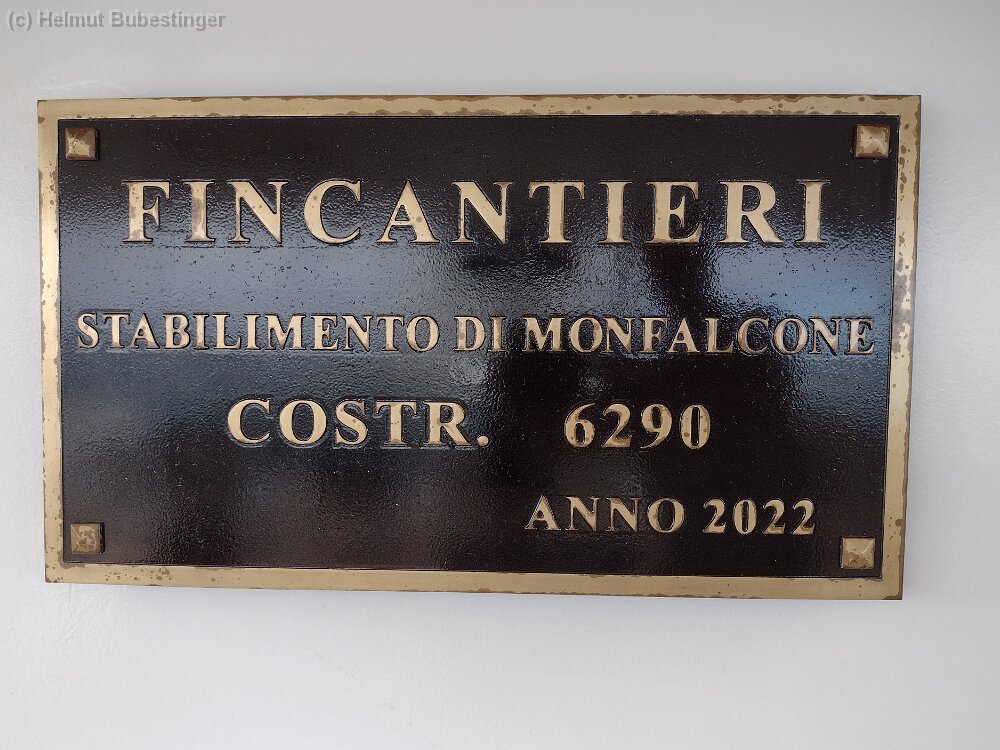 (c) Helmut Bubestinger
FINCANTIERI
STABILIMENTO DI MONFALCONE
COSTR. 6290
ANNO 2022